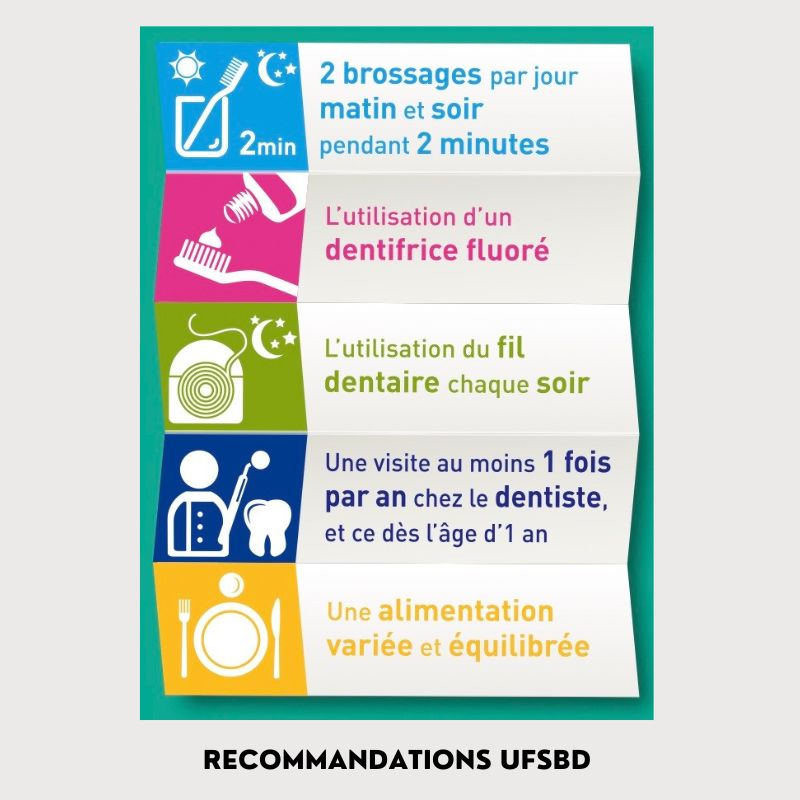 2min
2 brossages par jour
matin et soir
pendant 2 minutes
L'utilisation d'un
dentifrice fluoré
L'utilisation du fil
dentaire chaque soir
Une visite au moins 1 fois
par an chez le dentiste,
et ce dès l'âge d'1 an
Une alimentation
variée et équilibrée
RECOMMANDATIONS UFSBD